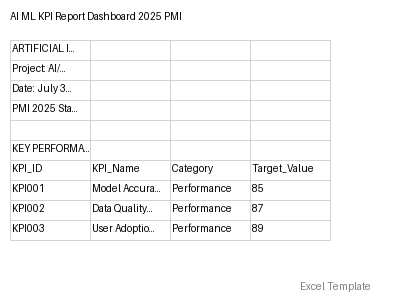 AI ML KPI Report Dashboard 2025 PMI
ARTIFICIAL I...
Project: AI/...
Date: July 3...
PMI 2025 Sta...
KEY PERFORMA...
KPI_ID KPI_Name Category Target_Value
KPI001 Model Accura... Performance 85
KPI002 Data Quality... Performance 87
KPI003 User Adoptio... Performance 89
Excel Template